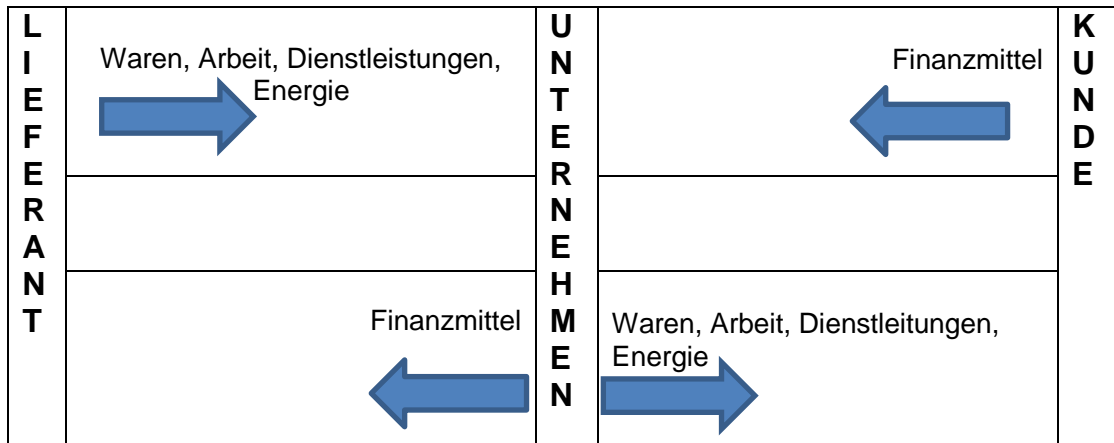 LIEFERANT
Waren, Arbeit, Dienstleistungen,
Energie
UNTERNEHMEN
Finanzmittel
KUNDE
Finanzmittel
Waren, Arbeit, Dienstleitungen,
Energie